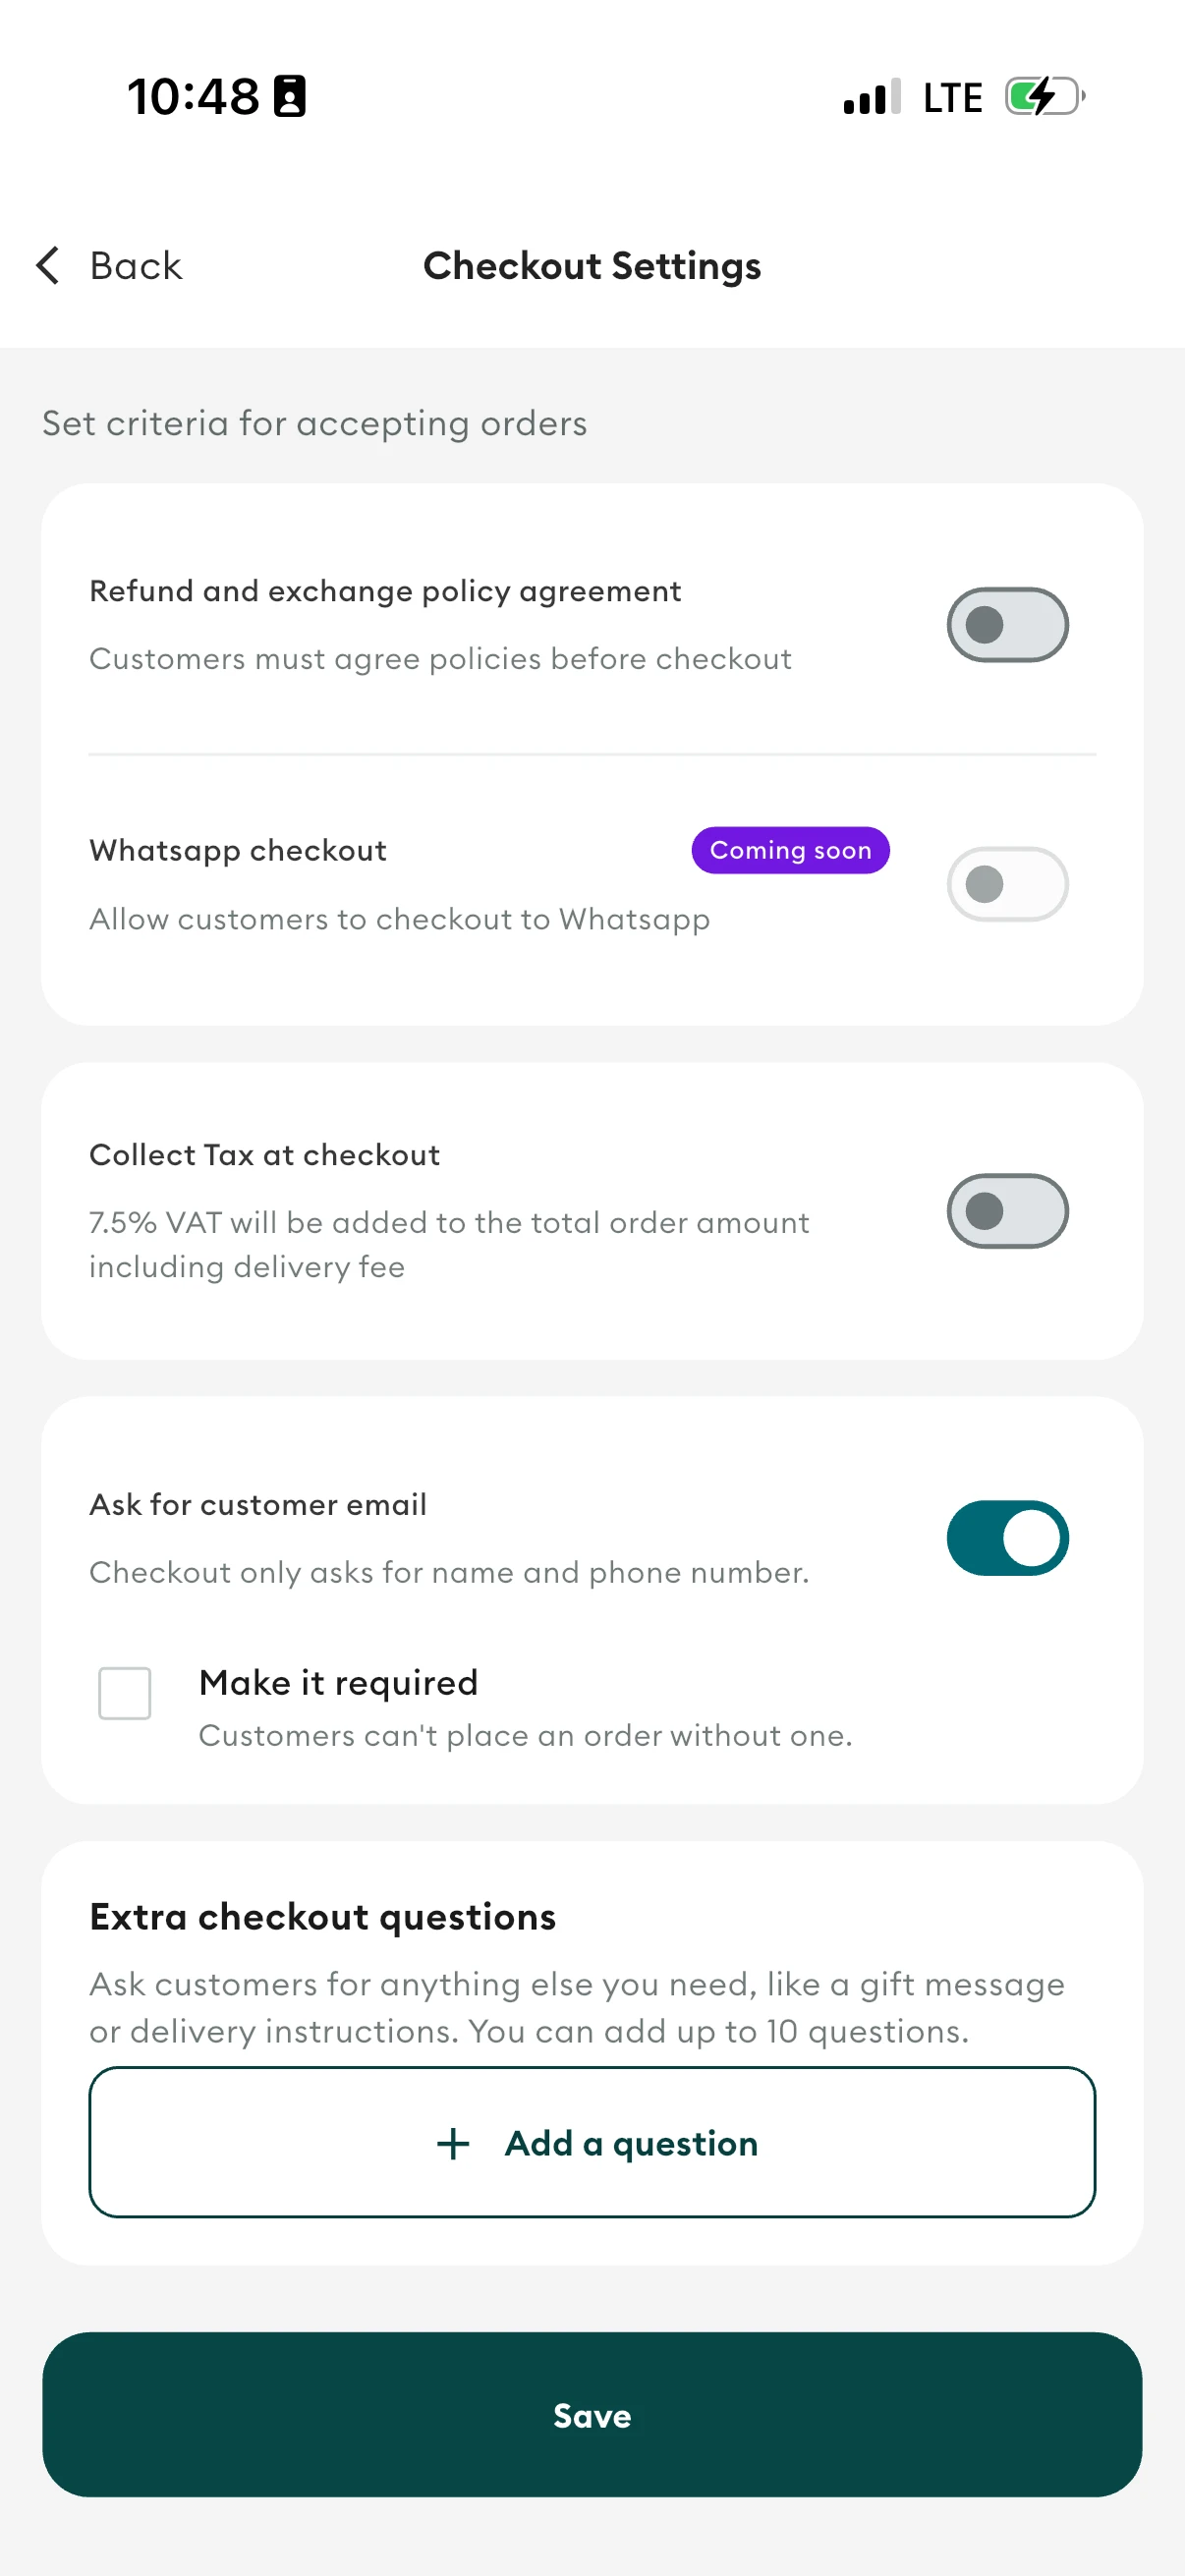 10:48
LTE
Back
Checkout Settings
Set criteria for accepting orders
Refund and exchange policy agreement
Customers must agree policies before checkout
Whatsapp checkout
Coming soon
Allow customers to checkout to Whatsapp
Collect Tax at checkout
7.5% VAT will be added to the total order amount
including delivery fee
Ask for customer email
Checkout only asks for name and phone number.
Make it required
Customers can't place an order without one.
Extra checkout questions
Ask customers for anything else you need, like a gift message
or delivery instructions. You can add up to 10 questions.
+ Add a question
Save